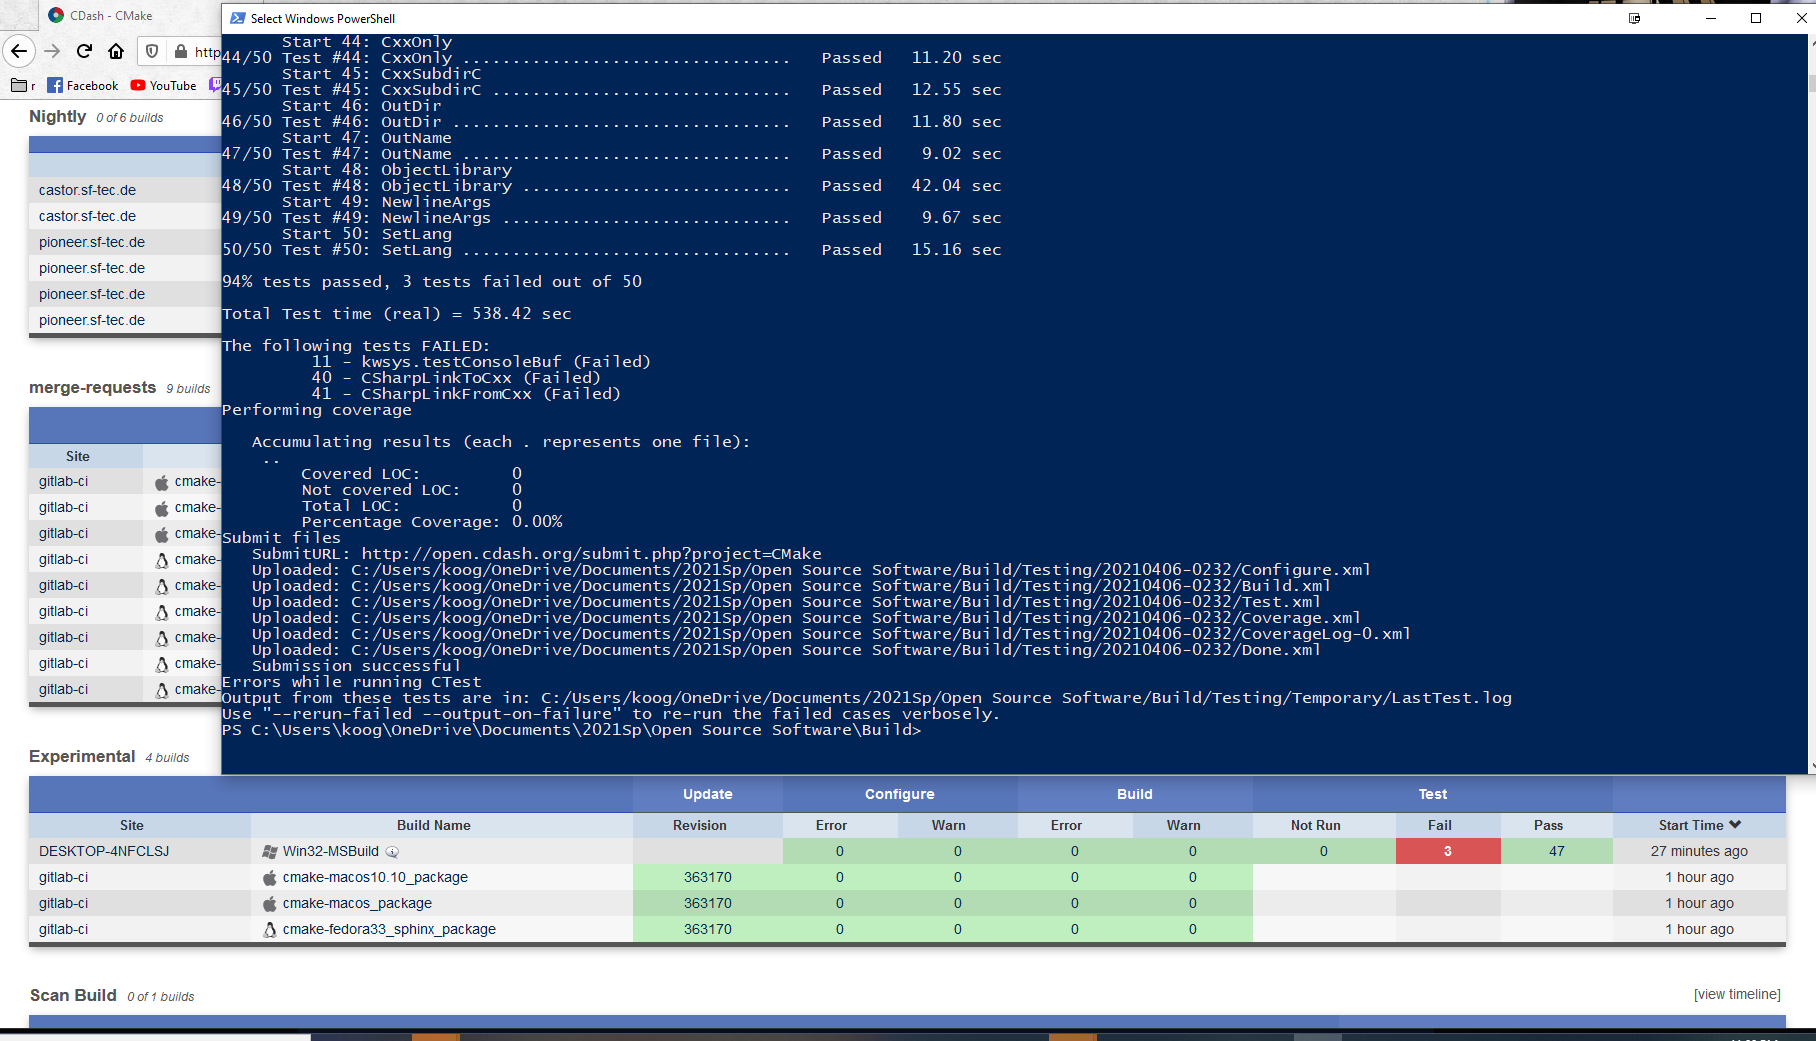 CDash - CMake
Select Windows PowerShell
http
r
Facebook
YouTube
Start 44: CxxOnly
44/50 Test #44: CxxOnly ................................. Passed 11.20 sec
Start 45: CxxSubdirC
45/50 Test #45: CxxSubdirC .............................. Passed 12.55 sec
Start 46: OutDir
46/50 Test #46: OutDir .................................. Passed 11.80 sec
Start 47: OutName
47/50 Test #47: OutName ................................. Passed 9.02 sec
Start 48: ObjectLibrary
48/50 Test #48: ObjectLibrary ........................... Passed 42.04 sec
Start 49: NewlineArgs
49/50 Test #49: NewlineArgs ............................. Passed 9.67 sec
Start 50: SetLang
50/50 Test #50: SetLang ................................. Passed 15.16 sec
94% tests passed, 3 tests failed out of 50
Total Test time (real) = 538.42 sec
The following tests FAILED:
11 - kwsys.testConsoleBuf (Failed)
40 - CSharpLinkToCxx (Failed)
41 - CSharpLinkFromCxx (Failed)
Performing coverage
Accumulating results (each . represents one file):
..
Covered LOC: 0
Not covered LOC: 0
Total LOC: 0
Percentage Coverage: 0.00%
Submit files
SubmitURL: http://open.cdash.org/submit.php?project=CMake
Uploaded: C:/Users/koog/OneDrive/Documents/2021Sp/Open Source Software/Build/Testing/20210406-0232/Configure.xml
Uploaded: C:/Users/koog/OneDrive/Documents/2021Sp/Open Source Software/Build/Testing/20210406-0232/Build.xml
Uploaded: C:/Users/koog/OneDrive/Documents/2021Sp/Open Source Software/Build/Testing/20210406-0232/Test.xml
Uploaded: C:/Users/koog/OneDrive/Documents/2021Sp/Open Source Software/Build/Testing/20210406-0232/Coverage.xml
Uploaded: C:/Users/koog/OneDrive/Documents/2021Sp/Open Source Software/Build/Testing/20210406-0232/CoverageLog-0.xml
Uploaded: C:/Users/koog/OneDrive/Documents/2021Sp/Open Source Software/Build/Testing/20210406-0232/Done.xml
Submission successful
Errors while running CTest
Output from these tests are in: C:/Users/koog/OneDrive/Documents/2021Sp/Open Source Software/Build/Testing/Temporary/LastTest.log
Use "--rerun-failed --output-on-failure" to re-run the failed cases verbosely.
PS C:\Users\koog\OneDrive\Documents\2021Sp\Open Source Software\Build>
Nightly 0 of 6 builds
castor.sf-tec.de
castor.sf-tec.de
pioneer.sf-tec.de
pioneer.sf-tec.de
pioneer.sf-tec.de
pioneer.sf-tec.de
merge-requests 9 builds
Site
gitlab-ci cmake-
gitlab-ci cmake-
gitlab-ci cmake-
gitlab-ci cmake-
gitlab-ci cmake-
gitlab-ci cmake-
gitlab-ci cmake-
gitlab-ci cmake-
gitlab-ci cmake-
Experimental 4 builds
Update Configure Build Test
Site Build Name Revision Error Warn Error Warn Not Run Fail Pass Start Time
DESKTOP-4NFCLSJ Win32-MSBuild 0 0 0 0 0 3 47 27 minutes ago
gitlab-ci cmake-macos10.10_package 363170 0 0 0 0 1 hour ago
gitlab-ci cmake-macos_package 363170 0 0 0 0 1 hour ago
gitlab-ci cmake-fedora33_sphinx_package 363170 0 0 0 0 1 hour ago
Scan Build 0 of 1 builds
[view timeline]